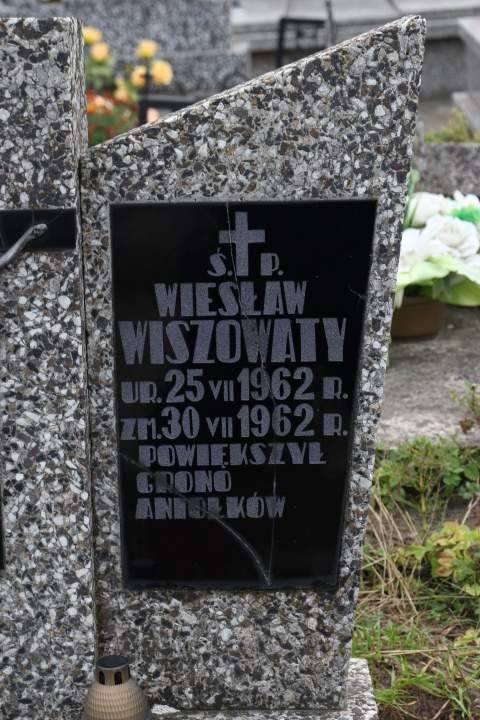 Ś. P.
WIESŁAW
WISZOWATY
UR. 25 VII 1962 R.
ZM. 30 VII 1962 R.
POWIĘKSZYŁ
GRONO
ANIOŁKÓW